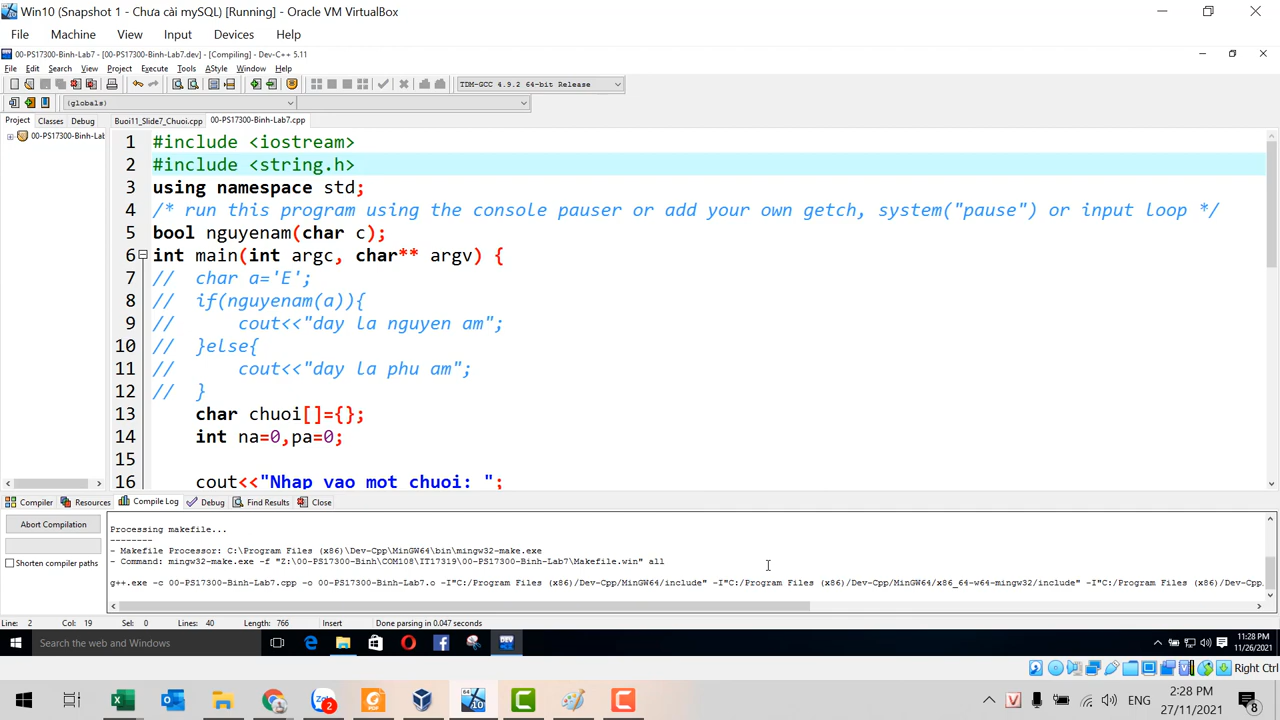 Win10 (Snapshot 1 - Chưa cài mySQL) [Running] - Oracle VM VirtualBox
File Machine View Input Devices Help
00-PS17300-Binh-Lab7 - [00-PS17300-Binh-Lab7.dev] - [Compiling] - Dev-C++ 5.11
File Edit Search View Project Execute Tools AStyle Window Help
TDM-GCC 4.9.2 64-bit Release
(globals)
Project Classes Debug Buoi11_Slide7_Chuoi.cpp 00-PS17300-Binh-Lab7.cpp
00-PS17300-Binh-Lab
1 #include <iostream>
2 #include <string.h>
3 using namespace std;
4 /* run this program using the console pauser or add your own getch, system("pause") or input loop */
5 bool nguyenam(char c);
6 int main(int argc, char** argv) {
7 // char a='E';
8 // if(nguyenam(a)){
9 // cout<<"day la nguyen am";
10 // }else{
11 // cout<<"day la phu am";
12 // }
13 char chuoi[]={};
14 int na=0,pa=0;
15
16 cout<<"Nhap vao mot chuoi: ";
Compiler Resources Compile Log Debug Find Results Close
Abort Compilation
Shorten compiler paths
Processing makefile...
--------
- Makefile Processor: C:\Program Files (x86)\Dev-Cpp\MinGW64\bin\mingw32-make.exe
- Command: mingw32-make.exe -f "Z:\00-PS17300-Binh\COM108\IT17319\00-PS17300-Binh-Lab7\Makefile.win" all
g++.exe -c 00-PS17300-Binh-Lab7.cpp -o 00-PS17300-Binh-Lab7.o -I"C:/Program Files (x86)/Dev-Cpp/MinGW64/include" -I"C:/Program Files (x86)/Dev-Cpp/MinGW64/x86_64-w64-mingw32/include" -I"C:/Program Files (x86)/Dev-Cpp
Line: 2 Col: 19 Sel: 0 Lines: 40 Length: 766 Insert Done parsing in 0.047 seconds
Search the web and Windows
DEV
11:28 PM
11/26/2021
Right Ctrl
Zalo 2
10
ENG
2:28 PM
27/11/2021
8